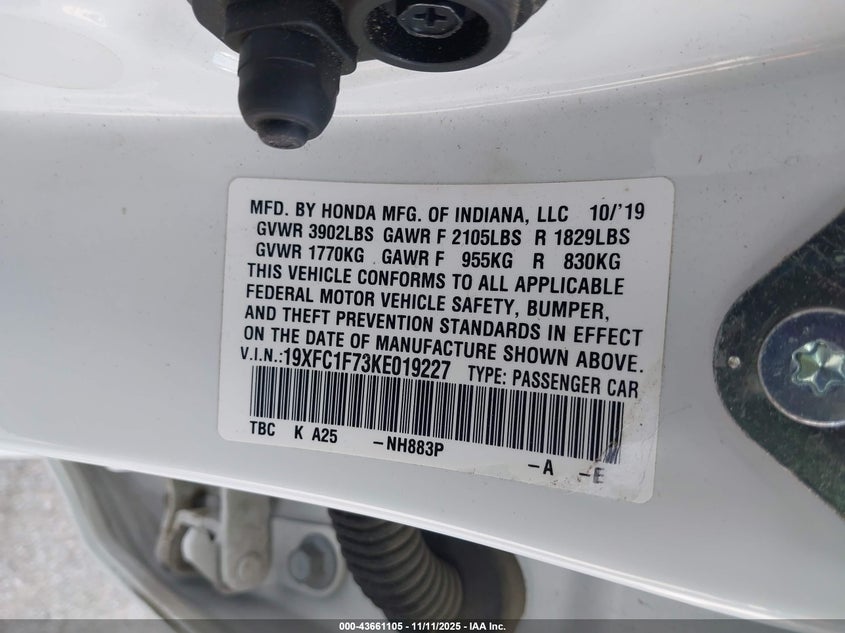 MFD. BY HONDA MFG. OF INDIANA, LLC 10/'19
GVWR 3902LBS GAWR F 2105LBS R 1829LBS
GVWR 1770KG GAWR F 955KG R 830KG
THIS VEHICLE CONFORMS TO ALL APPLICABLE
FEDERAL MOTOR VEHICLE SAFETY, BUMPER,
AND THEFT PREVENTION STANDARDS IN EFFECT
ON THE DATE OF MANUFACTURE SHOWN ABOVE.
V.I.N.:19XFC1F73KE019227 TYPE: PASSENGER CAR
TBC K A25 -NH883P -A -E
000-43661105 - 11/11/2025 - IAA Inc.